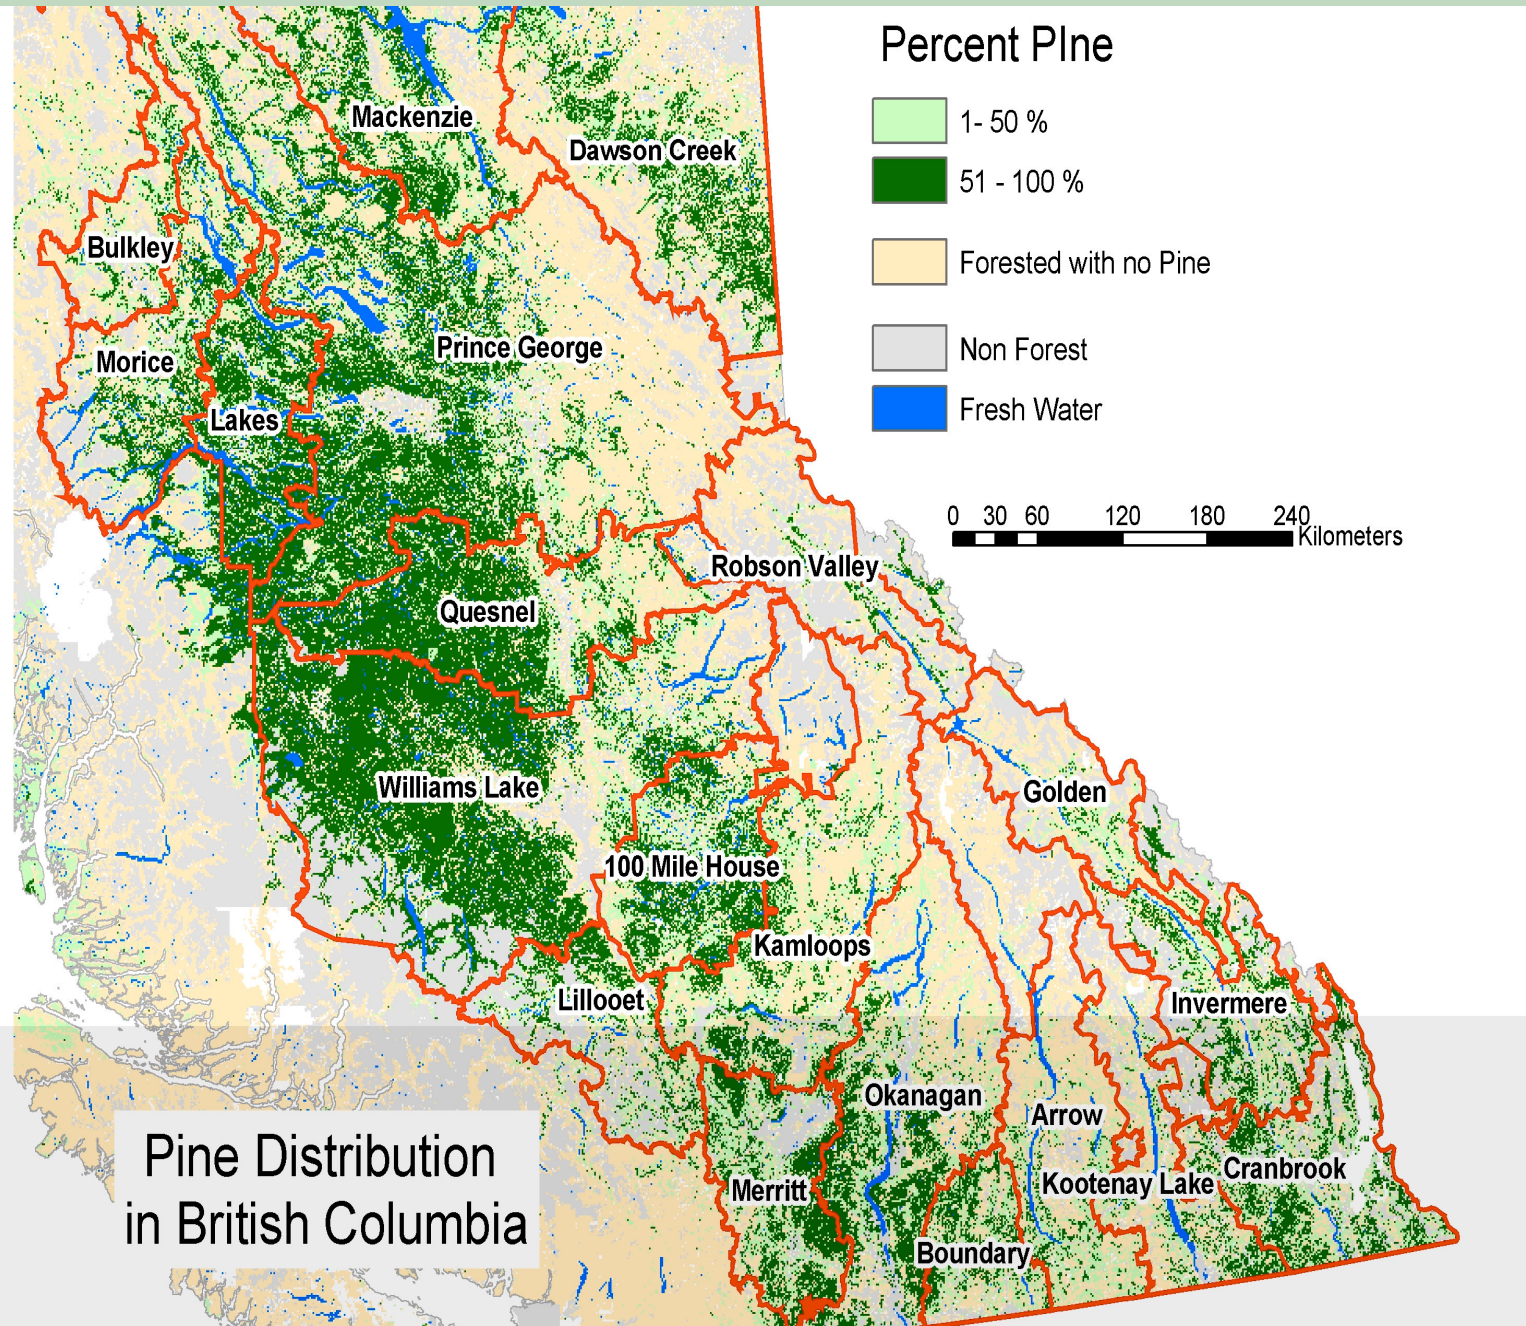 Percent PIne
1- 50 %
51 - 100 %
Forested with no Pine
Non Forest
Fresh Water
0 30 60 120 180 240
Kilometers
Mackenzie
Dawson Creek
Bulkley
Prince George
Morice
Lakes
Robson Valley
Quesnel
Williams Lake
Golden
100 Mile House
Kamloops
Lillooet
Invermere
Okanagan
Arrow
Cranbrook
Kootenay Lake
Merritt
Boundary
Pine Distribution
in British Columbia